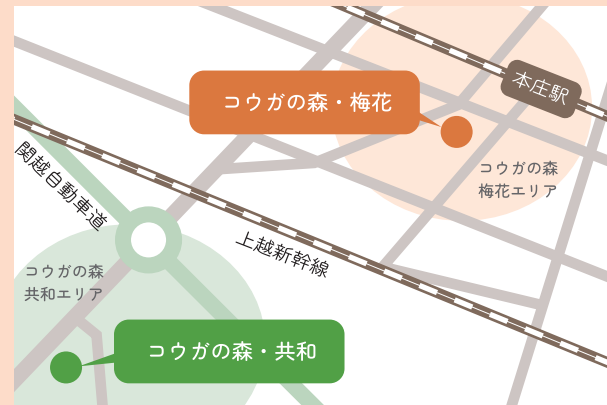 本庄駅
コウガの森・梅花
コウガの森
梅花エリア
関越自動車道
上越新幹線
コウガの森
共和エリア
コウガの森・共和